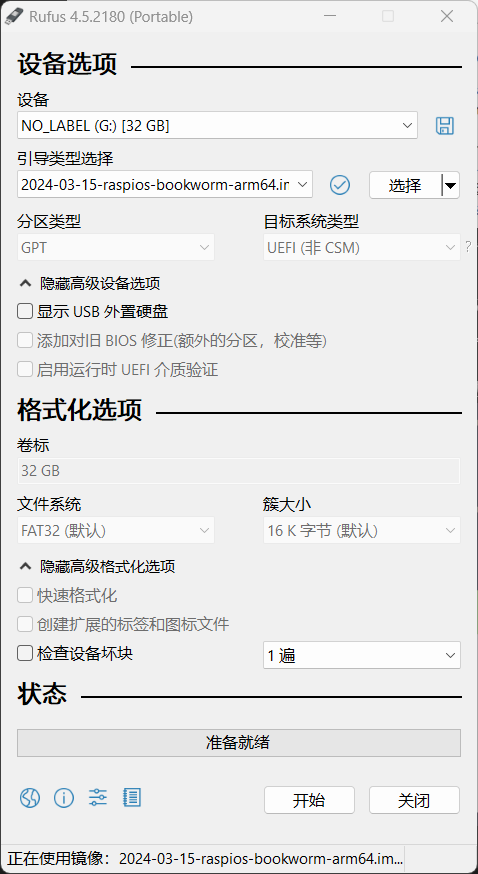 Rufus 4.5.2180 (Portable)
设备选项
设备
NO_LABEL (G:) [32 GB]
引导类型选择
2024-03-15-raspios-bookworm-arm64.im
选择
分区类型
目标系统类型
GPT
UEFI (非 CSM)
?
隐藏高级设备选项
显示 USB 外置硬盘
添加对旧 BIOS 修正(额外的分区，校准等)
启用运行时 UEFI 介质验证
格式化选项
卷标
32 GB
文件系统
簇大小
FAT32 (默认)
16 K 字节 (默认)
隐藏高级格式化选项
快速格式化
创建扩展的标签和图标文件
检查设备坏块
1 遍
状态
准备就绪
开始
关闭
正在使用镜像：2024-03-15-raspios-bookworm-arm64.im...